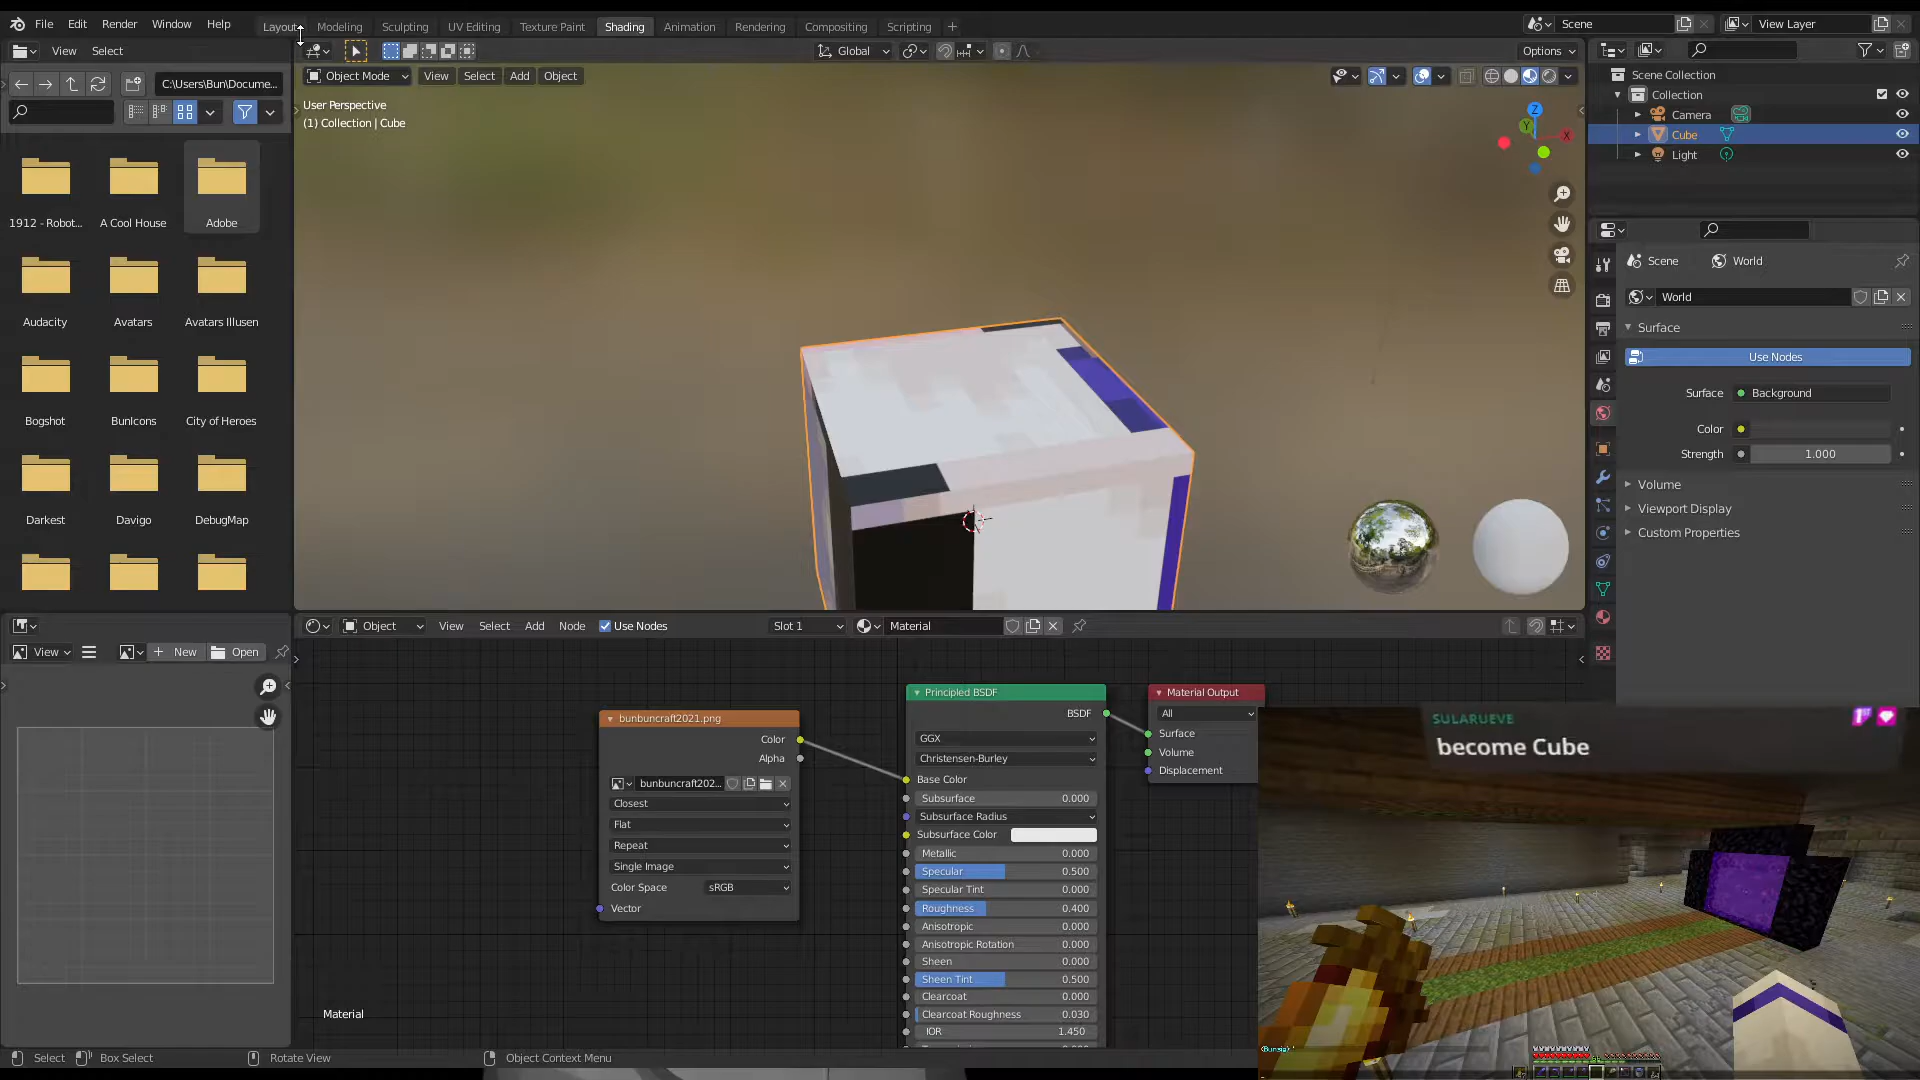 File Edit Render Window Help
Layout Modeling Sculpting UV Editing Texture Paint Shading Animation Rendering Compositing Scripting +
Scene
View Layer
View Select
Global
Options
C:\Users\Bun\Docume...
Object Mode View Select Add Object
User Perspective
(1) Collection | Cube
Z
Y
X
Scene Collection
Collection
Camera
Cube
Light
1912 - Robot... A Cool House Adobe
Audacity Avatars Avatars Illusen
Bogshot BunIcons City of Heroes
Darkest Davigo DebugMap
Scene World
World
Surface
Use Nodes
Surface Background
Color
Strength 1.000
Volume
Viewport Display
Custom Properties
Object View Select Add Node Use Nodes
Slot 1
Material
View + New Open
bunbuncraft2021.png
Color
Alpha
bunbuncraft202...
Closest
Flat
Repeat
Single Image
Color Space sRGB
Vector
Principled BSDF
BSDF
GGX
Christensen-Burley
Base Color
Subsurface 0.000
Subsurface Radius
Subsurface Color
Metallic 0.000
Specular 0.500
Specular Tint 0.000
Roughness 0.400
Anisotropic 0.000
Anisotropic Rotation 0.000
Sheen 0.000
Sheen Tint 0.500
Clearcoat 0.000
Clearcoat Roughness 0.030
IOR 1.450
Material Output
All
Surface
Volume
Displacement
SULARUEVE
become Cube
Material
Select Box Select Rotate View Object Context Menu